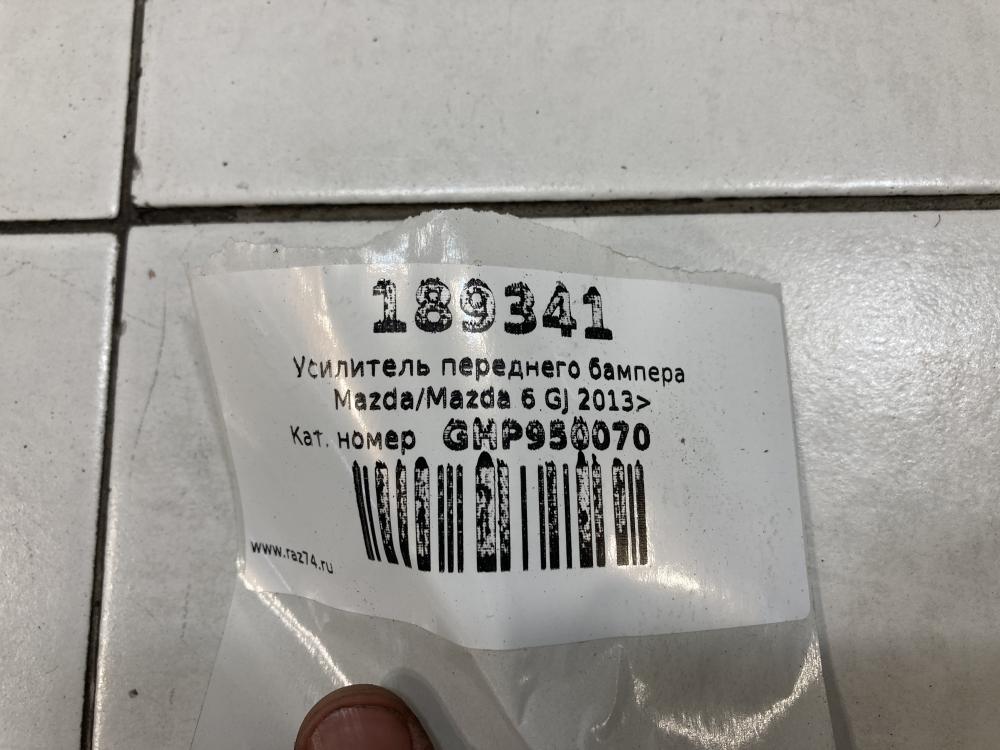 189341
Усилитель переднего бампера
Mazda/Mazda 6 GJ 2013>
Кат. номер GHP950070
www.raz74.ru